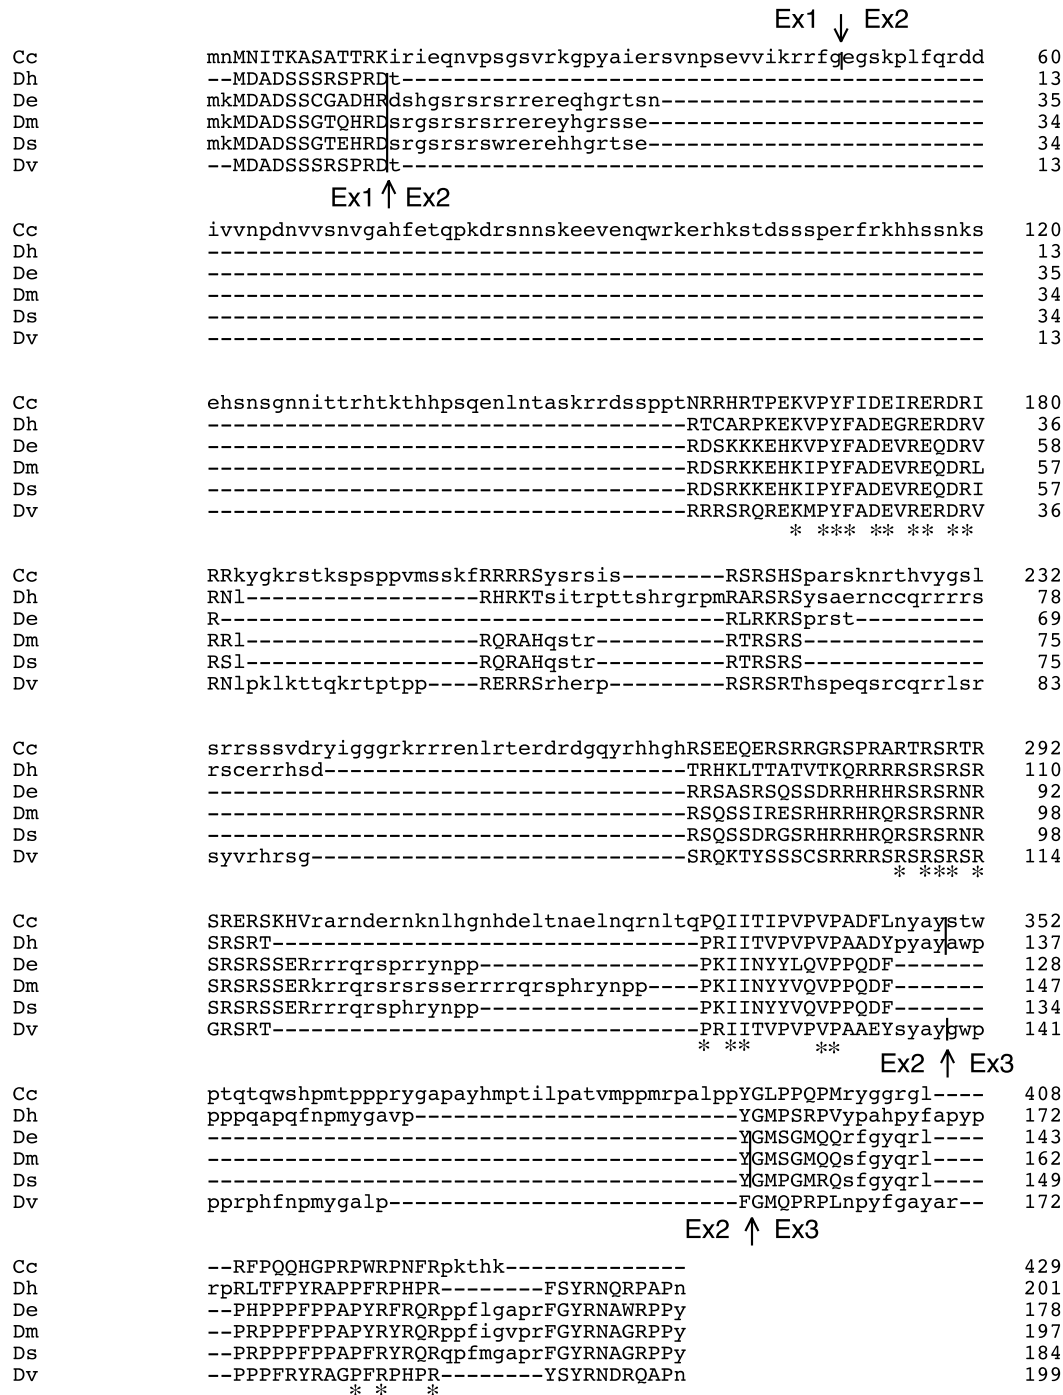 Ex1 ↓ Ex2
Cc mnMNITKASATTRKirieqnvpsgsvrkgpyaiersvnpsevvikrrfgegskplfqrdd 60
Dh --MDADSSSRSPRDt--------------------------------------------- 13
De mkMDADSSCGADHRdshgsrsrsrrereqhgrtsn------------------------- 35
Dm mkMDADSSGTQHRDsrgsrsrsrrereyhgrsse-------------------------- 34
Ds mkMDADSSGTEHRDsrgsrsrswrerehhgrtse-------------------------- 34
Dv --MDADSSSRSPRDt--------------------------------------------- 13
Ex1 ↑ Ex2
Cc ivvnpdnvvsnvgahfetqpkdrsnnskeevenqwrkerhkstdsssperfrkhhssnks 120
Dh ------------------------------------------------------------ 13
De ------------------------------------------------------------ 35
Dm ------------------------------------------------------------ 34
Ds ------------------------------------------------------------ 34
Dv ------------------------------------------------------------ 13
Cc ehsnsgnnittrhtkthhpsqenlntaskrrdsspptNRRHRTPEKVPYFIDEIRERDRI 180
Dh -------------------------------------RTCARPKEKVPYFADEGRERDRV 36
De -------------------------------------RDSKKKEHKVPYFADEVREQDRV 58
Dm -------------------------------------RDSRKKEHKIPYFADEVREQDRL 57
Ds -------------------------------------RDSRKKEHKIPYFADEVREQDRI 57
Dv -------------------------------------RRRSRQREKMPYFADEVRERDRV 36
* *** ** ** **
Cc RRkygkrstkspsppvmsskfRRRRSysrsis--------RSRSHSparsknrthvygsl 232
Dh RNl------------------RHRKTsitrpttshrgrpmRARSRSysaernccqrrrrs 78
De R---------------------------------------RLRKRSprst---------- 69
Dm RRl------------------RQRAHqstr----------RTRSRS-------------- 75
Ds RSl------------------RQRAHqstr----------RTRSRS-------------- 75
Dv RNlpklkttqkrtptpp----RERRSrherp---------RSRSRThspeqsrcqrrlsr 83
Cc srrsssvdryigggrkrrrenlrterdrdgqyrhhghRSEEQERSRRGRSPRARTRSRTR 292
Dh rscerrhsd----------------------------TRHKLTTATVTKQRRRRSRSRSR 110
De -------------------------------------RRSASRSQSSDRRHRHRSRSRNR 92
Dm -------------------------------------RSQSSIRESRHRRHRQRSRSRNR 98
Ds -------------------------------------RSQSSDRGSRHRRHRQRSRSRNR 98
Dv syvrhrsg-----------------------------SRQKTYSSSCSRRRRSRSRSRSR 114
* *** *
Cc SRERSKHVrarndernknlhgnhdeltnaelnqrnltqPQIITIPVPVPADFLnyaystw 352
Dh SRSRT---------------------------------PRIITVPVPVPAADYpyayawp 137
De SRSRSSERrrrqrsprrynpp-----------------PKIINYYLQVPPQDF------- 128
Dm SRSRSSERkrrqrsrsrsserrrrqrsphrynpp----PKIINYYVQVPPQDF------- 147
Ds SRSRSSERrrrqrsphrynpp-----------------PKIINYYVQVPPQDF------- 134
Dv GRSRT---------------------------------PRIITVPVPVPAAEYsyaygwp 141
* ** **
Ex2 ↑ Ex3
Cc ptqtqwshpmtppprygapayhmptilpatvmppmrpalppYGLPPQPMryggrgl---- 408
Dh pppqapqfnpmygavp-------------------------YGMPSRPVypahpyfapyp 172
De -----------------------------------------YGMSGMQQrfgyqrl---- 143
Dm -----------------------------------------YGMSGMQQsfgyqrl---- 162
Ds -----------------------------------------YGMPGMRQsfgyqrl---- 149
Dv pprphfnpmygalp---------------------------FGMQPRPLnpyfgayar-- 172
Ex2 ↑ Ex3
Cc --RFPQQHGPRPWRPNFRpkthk-------------- 429
Dh rpRLTFPYRAPPFRPHPR--------FSYRNQRPAPn 201
De --PHPPPFPPAPYRFRQRppflgaprFGYRNAWRPPy 178
Dm --PRPPPFPPAPYRYRQRppfigvprFGYRNAGRPPy 197
Ds --PRPPPFPPAPFRYRQRqpfmgaprFGYRNAGRPPy 184
Dv --PPPFRYRAGPFRPHPR--------YSYRNDRQAPn 199
* * *